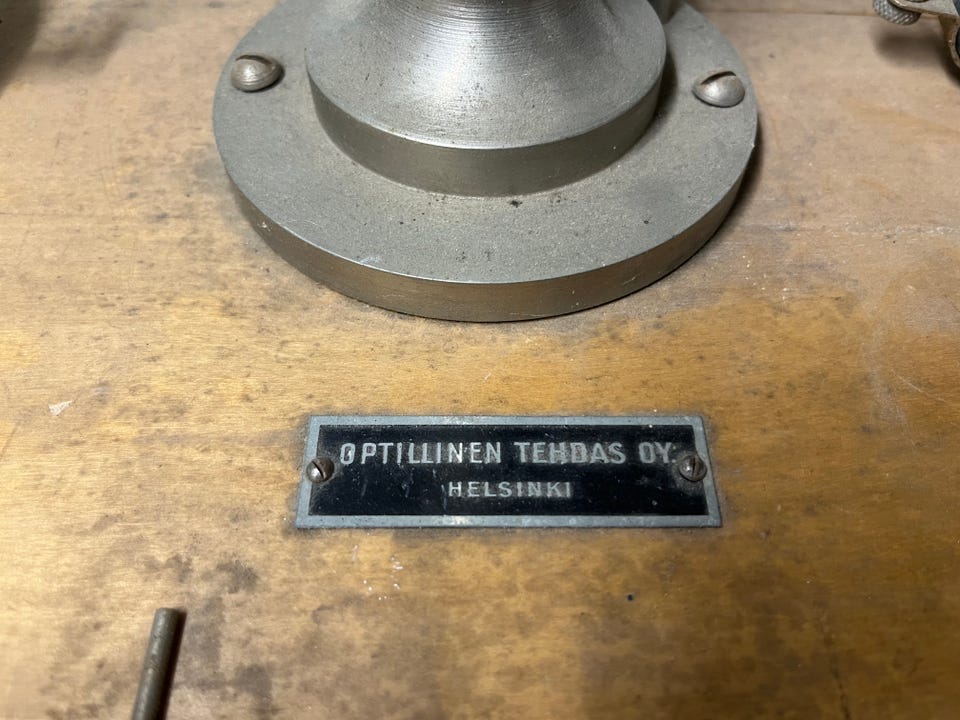 OPTILLINEN TEHDAS OY.
HELSINKI